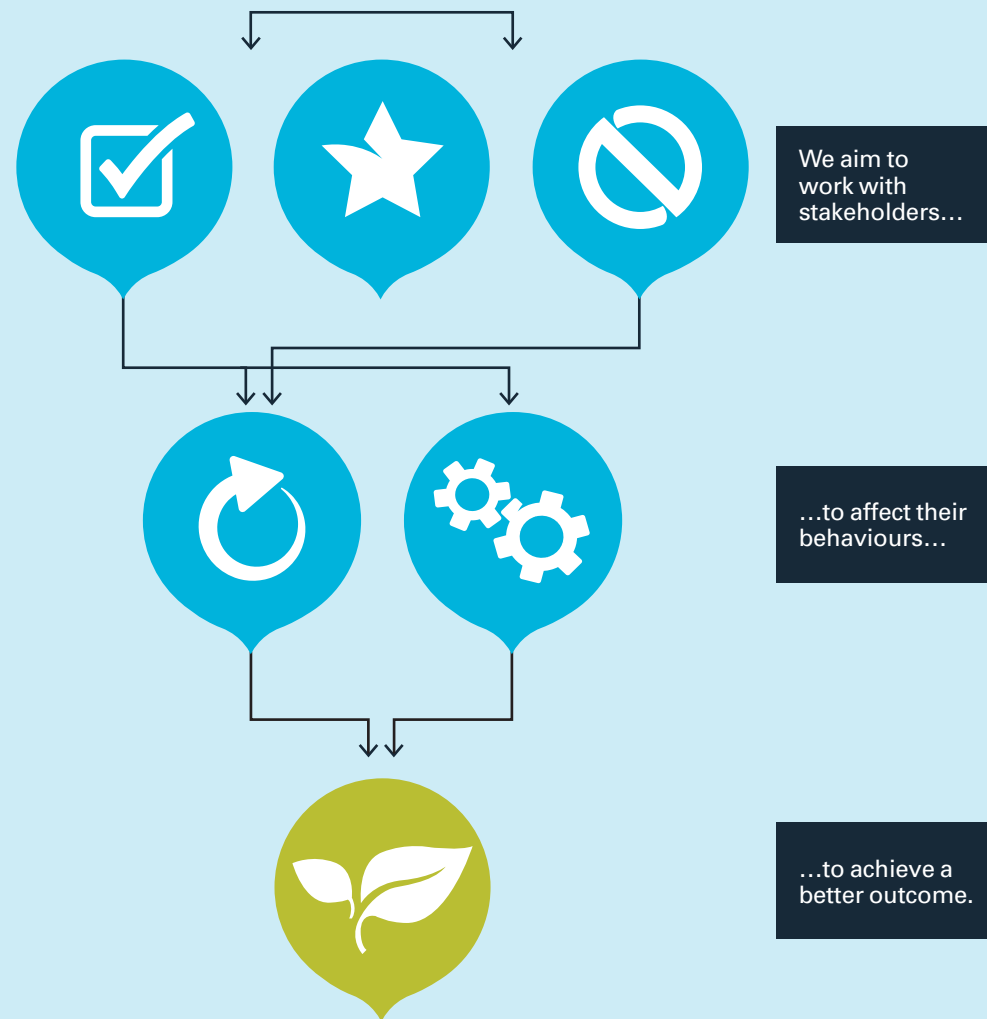 We aim to
work with
stakeholders…
…to affect their
behaviours…
…to achieve a
better outcome.